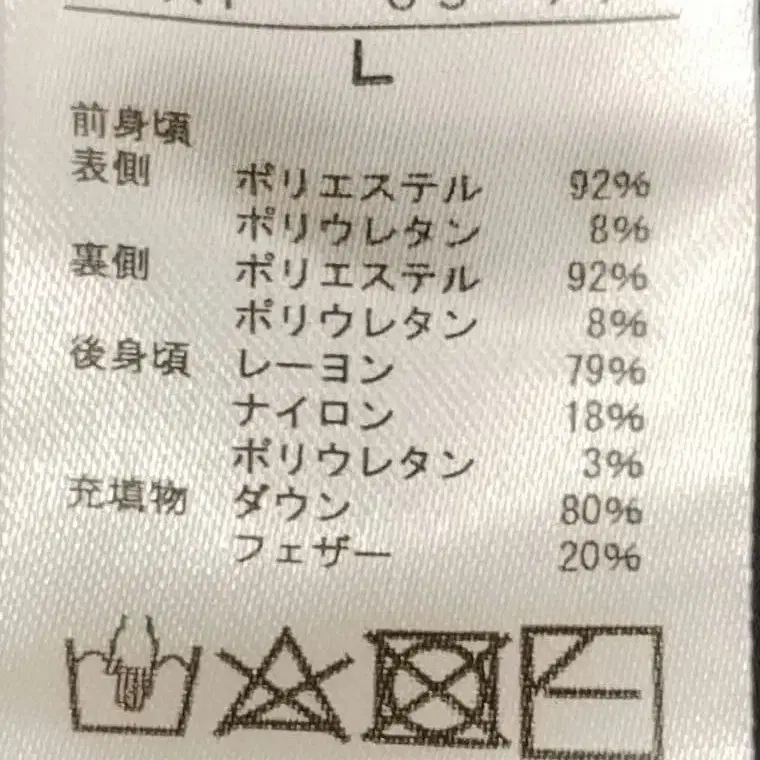 L
前身頃
表側 ポリエステル 92%
ポリウレタン 8%
裏側 ポリエステル 92%
ポリウレタン 8%
後身頃 レーヨン 79%
ナイロン 18%
ポリウレタン 3%
充填物 ダウン 80%
フェザー 20%